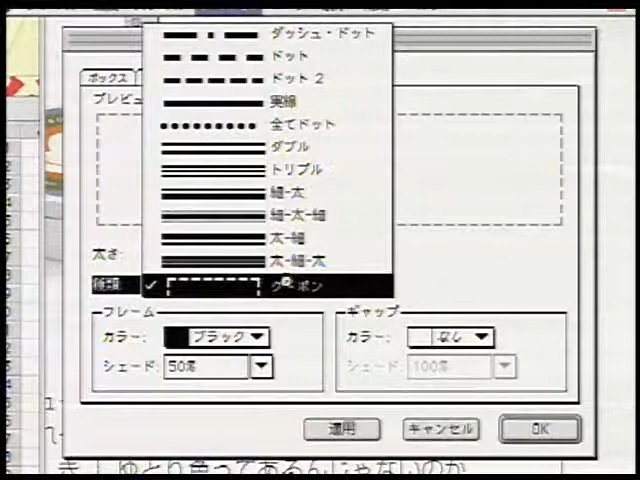 ダッシュ・ドット
ドット
ドット 2
実線
全てドット
ダブル
トリプル
細-太
細-太-細
太-細
太-細-太
クーポン
ボックス
プレビュ
太さ:
種類:
フレーム
カラー: ブラック
シェード: 50%
ギャップ
カラー: なし
シェード: 100%
適用
キャンセル
OK
き | ゆとり色ってあるんじゃないのか